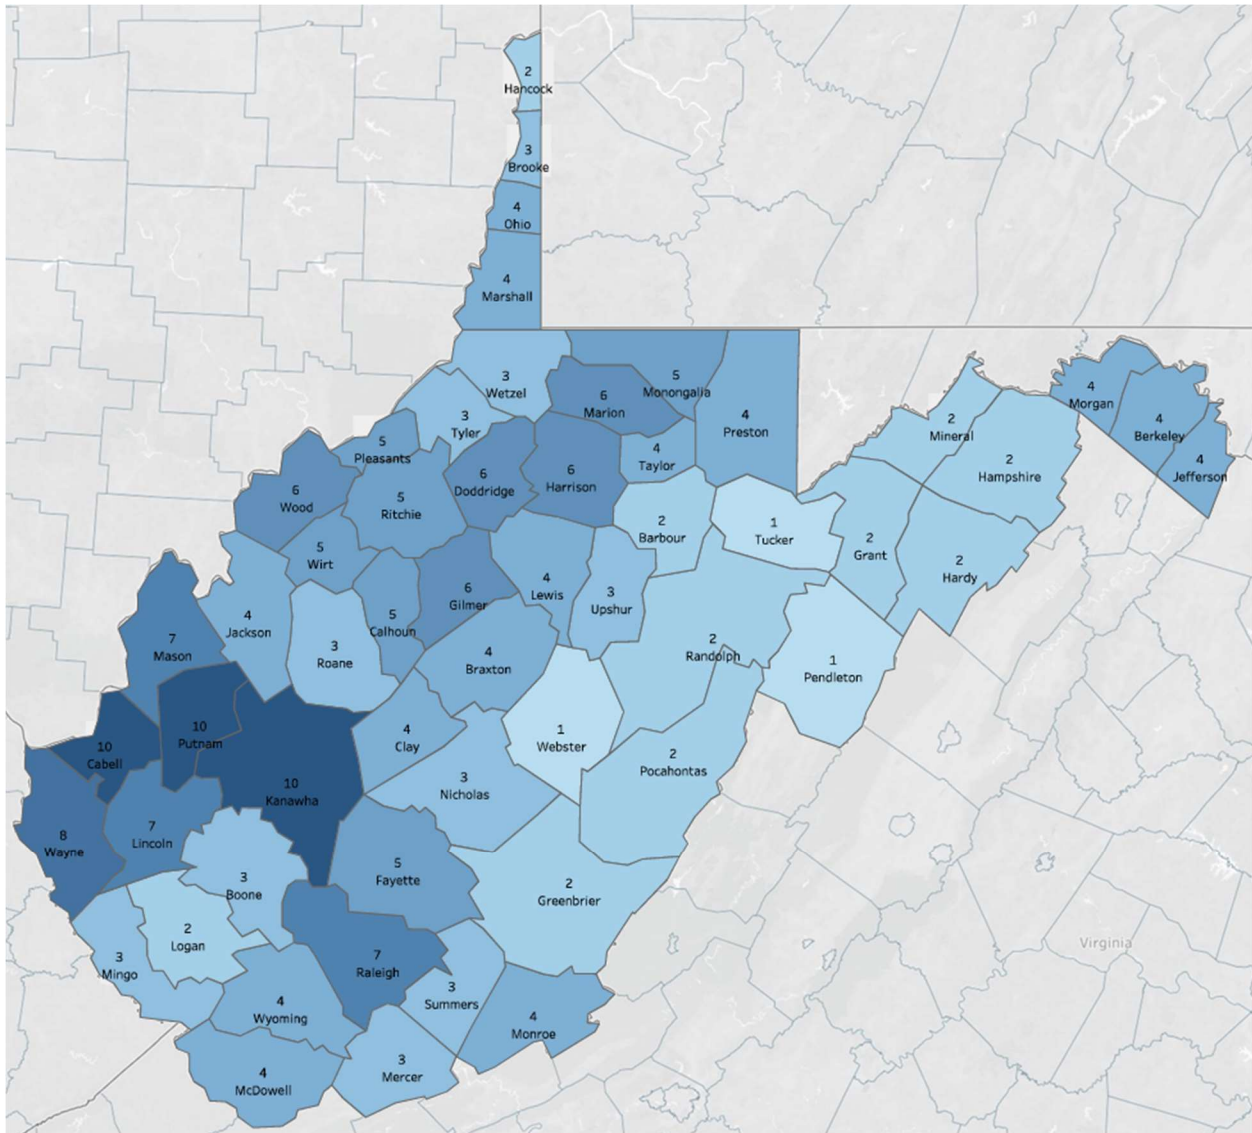 2
Hancock
3
Brooke
4
Ohio
4
Marshall
3
Wetzel
5
Monongalia
6
Marion
4
Preston
3
Tyler
5
Pleasants
4
Taylor
6
Doddridge
6
Harrison
6
Wood
5
Ritchie
4
Morgan
4
Berkeley
4
Jefferson
2
Mineral
2
Hampshire
2
Barbour
1
Tucker
2
Grant
2
Hardy
5
Wirt
6
Gilmer
4
Lewis
3
Upshur
5
Calhoun
4
Jackson
3
Roane
7
Mason
4
Braxton
2
Randolph
1
Pendleton
10
Putnam
10
Cabell
4
Clay
1
Webster
2
Pocahontas
10
Kanawha
3
Nicholas
8
Wayne
7
Lincoln
3
Boone
5
Fayette
2
Greenbrier
2
Logan
Virginia
3
Mingo
7
Raleigh
3
Summers
4
Wyoming
4
Monroe
3
Mercer
4
McDowell